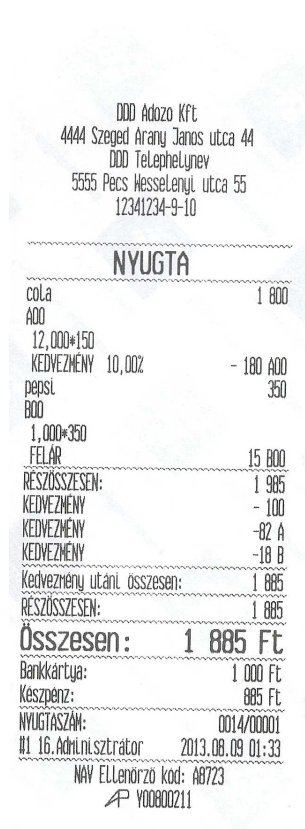 DDD Adozo Kft
4444 Szeged Arany Janos utca 44
DDD Telephelynev
5555 Pecs Wesselenyi utca 55
12341234-9-10
NYUGTA
cola 1 800
A00
12,000*150
KEDVEZMÉNY 10,00% - 180 A00
pepsi 350
B00
1,000*350
FELÁR 15 B00
RÉSZÖSSZESEN: 1 985
KEDVEZMÉNY - 100
KEDVEZMÉNY -82 A
KEDVEZMÉNY -18 B
Kedvezmény utáni összesen: 1 885
RÉSZÖSSZESEN: 1 885
Összesen: 1 885 Ft
Bankkártya: 1 000 Ft
Készpénz: 885 Ft
NYUGTASZÁM: 0014/00001
#1 16.Adminisztrátor 2013.08.09 01:33
NAV Ellenőrző kód: A8723
AP Y00800211